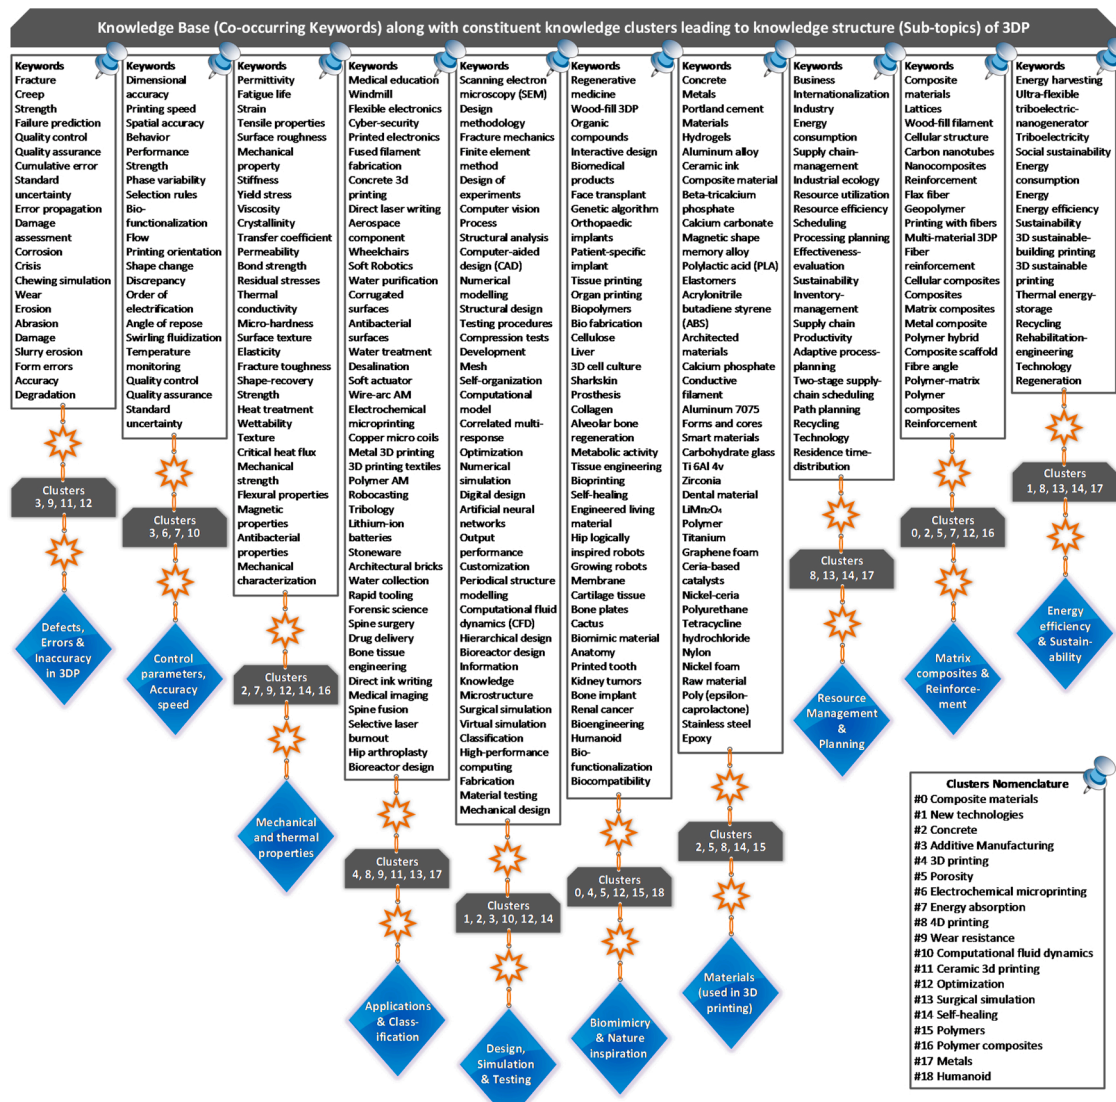 Knowledge Base (Co-occurring Keywords) along with constituent knowledge clusters leading to knowledge structure (Sub-topics) of 3DP
Keywords
Fracture
Creep
Strength
Failure prediction
Quality control
Quality assurance
Cumulative error
Standard
uncertainty
Error propagation
Damage
assessment
Corrosion
Crisis
Chewing simulation
Wear
Erosion
Abrasion
Damage
Slurry erosion
Form errors
Accuracy
Degradation
Clusters
3, 9, 11, 12
Defects,
Errors &
Inaccuracy
in 3DP
Keywords
Dimensional
accuracy
Printing speed
Spatial accuracy
Behavior
Performance
Strength
Phase variability
Selection rules
Bio-
functionalization
Flow
Printing orientation
Shape change
Discrepancy
Order of
electrification
Angle of repose
Swirling fluidization
Temperature
monitoring
Quality control
Quality assurance
Standard
uncertainty
Clusters
3, 6, 7, 10
Control
parameters,
Accuracy
speed
Keywords
Permittivity
Fatigue life
Strain
Tensile properties
Surface roughness
Mechanical
property
Stiffness
Yield stress
Viscosity
Crystallinity
Transfer coefficient
Permeability
Bond strength
Residual stresses
Thermal
conductivity
Micro-hardness
Surface texture
Elasticity
Fracture toughness
Shape-recovery
Strength
Heat treatment
Wettability
Texture
Critical heat flux
Mechanical
strength
Flexural properties
Magnetic
properties
Antibacterial
properties
Mechanical
characterization
Clusters
2, 7, 9, 12, 14, 16
Mechanical
and thermal
properties
Keywords
Medical education
Windmill
Flexible electronics
Cyber-security
Printed electronics
Fused filament
fabrication
Concrete 3d
printing
Direct laser writing
Aerospace
component
Wheelchairs
Soft Robotics
Water purification
Corrugated
surfaces
Antibacterial
surfaces
Water treatment
Desalination
Soft actuator
Wire-arc AM
Electrochemical
microprinting
Copper micro coils
Metal 3D printing
3D printing textiles
Polymer AM
Robocasting
Tribology
Lithium-ion
batteries
Stoneware
Architectural bricks
Water collection
Rapid tooling
Forensic science
Spine surgery
Drug delivery
Bone tissue
engineering
Direct ink writing
Medical imaging
Spine fusion
Selective laser
burnout
Hip arthroplasty
Bioreactor design
Clusters
4, 8, 9, 11, 13, 17
Applications
& Class-
ification
Keywords
Scanning electron
microscopy (SEM)
Design
methodology
Fracture mechanics
Finite element
method
Design of
experiments
Computer vision
Process
Structural analysis
Computer-aided
design (CAD)
Numerical
modelling
Structural design
Testing procedures
Compression tests
Development
Mesh
Self-organization
Computational
model
Correlated multi-
response
Optimization
Numerical
simulation
Digital design
Artificial neural
networks
Output
performance
Customization
Periodical structure
modelling
Computational fluid
dynamics (CFD)
Hierarchical design
Bioreactor design
Information
Knowledge
Microstructure
Surgical simulation
Virtual simulation
Classification
High-performance
computing
Fabrication
Material testing
Mechanical design
Clusters
1, 2, 3, 10, 12, 14
Design,
Simulation
& Testing
Keywords
Regenerative
medicine
Wood-fill 3DP
Organic
compounds
Interactive design
Biomedical
products
Face transplant
Genetic algorithm
Orthopaedic
implants
Patient-specific
implant
Tissue printing
Organ printing
Biopolymers
Bio fabrication
Cellulose
Liver
3D cell culture
Sharkskin
Prosthesis
Collagen
Alveolar bone
regeneration
Metabolic activity
Tissue engineering
Bioprinting
Self-healing
Engineered living
material
Hip logically
inspired robots
Growing robots
Membrane
Cartilage tissue
Bone plates
Cactus
Biomimic material
Anatomy
Printed tooth
Kidney tumors
Bone implant
Renal cancer
Bioengineering
Humanoid
Bio-
functionalization
Biocompatibility
Clusters
0, 4, 5, 12, 15, 18
Biomimicry
& Nature
inspiration
Keywords
Concrete
Metals
Portland cement
Materials
Hydrogels
Aluminum alloy
Ceramic ink
Composite material
Beta-tricalcium
phosphate
Calcium carbonate
Magnetic shape
memory alloy
Polylactic acid (PLA)
Elastomers
Acrylonitrile
butadiene styrene
(ABS)
Architected
materials
Calcium phosphate
Conductive
filament
Aluminum 7075
Forms and cores
Smart materials
Carbohydrate glass
Ti 6Al 4v
Zirconia
Dental material
LiMn₂O₄
Polymer
Titanium
Graphene foam
Ceria-based
catalysts
Nickel-ceria
Polyurethane
Tetracycline
hydrochloride
Nylon
Nickel foam
Raw material
Poly (epsilon-
caprolactone)
Stainless steel
Epoxy
Clusters
2, 5, 8, 14, 15
Materials
(used in 3D
printing)
Keywords
Business
Internationalization
Industry
Energy
consumption
Supply chain-
management
Industrial ecology
Resource utilization
Resource efficiency
Scheduling
Processing planning
Effectiveness-
evaluation
Sustainability
Inventory-
management
Supply chain
Productivity
Adaptive process-
planning
Two-stage supply-
chain scheduling
Path planning
Recycling
Technology
Residence time-
distribution
Clusters
8, 13, 14, 17
Resource
Management
&
Planning
Keywords
Composite
materials
Lattices
Wood-fill filament
Cellular structure
Carbon nanotubes
Nanocomposites
Reinforcement
Flax fiber
Geopolymer
Printing with fibers
Multi-material 3DP
Fiber
reinforcement
Cellular composites
Composites
Matrix composites
Metal composite
Polymer hybrid
Composite scaffold
Fibre angle
Polymer-matrix
Polymer
composites
Reinforcement
Clusters
0, 2, 5, 7, 12, 16
Matrix
composites &
Reinforce-
ment
Keywords
Energy harvesting
Ultra-flexible
triboelectric-
nanogenerator
Triboelectricity
Social sustainability
Energy
consumption
Energy
Energy efficiency
Sustainability
3D sustainable-
building printing
3D sustainable
printing
Thermal energy-
storage
Recycling
Rehabilitation-
engineering
Technology
Regeneration
Clusters
1, 8, 13, 14, 17
Energy
efficiency
& Sustain-
ability
Clusters Nomenclature
#0 Composite materials
#1 New technologies
#2 Concrete
#3 Additive Manufacturing
#4 3D printing
#5 Porosity
#6 Electrochemical microprinting
#7 Energy absorption
#8 4D printing
#9 Wear resistance
#10 Computational fluid dynamics
#11 Ceramic 3d printing
#12 Optimization
#13 Surgical simulation
#14 Self-healing
#15 Polymers
#16 Polymer composites
#17 Metals
#18 Humanoid